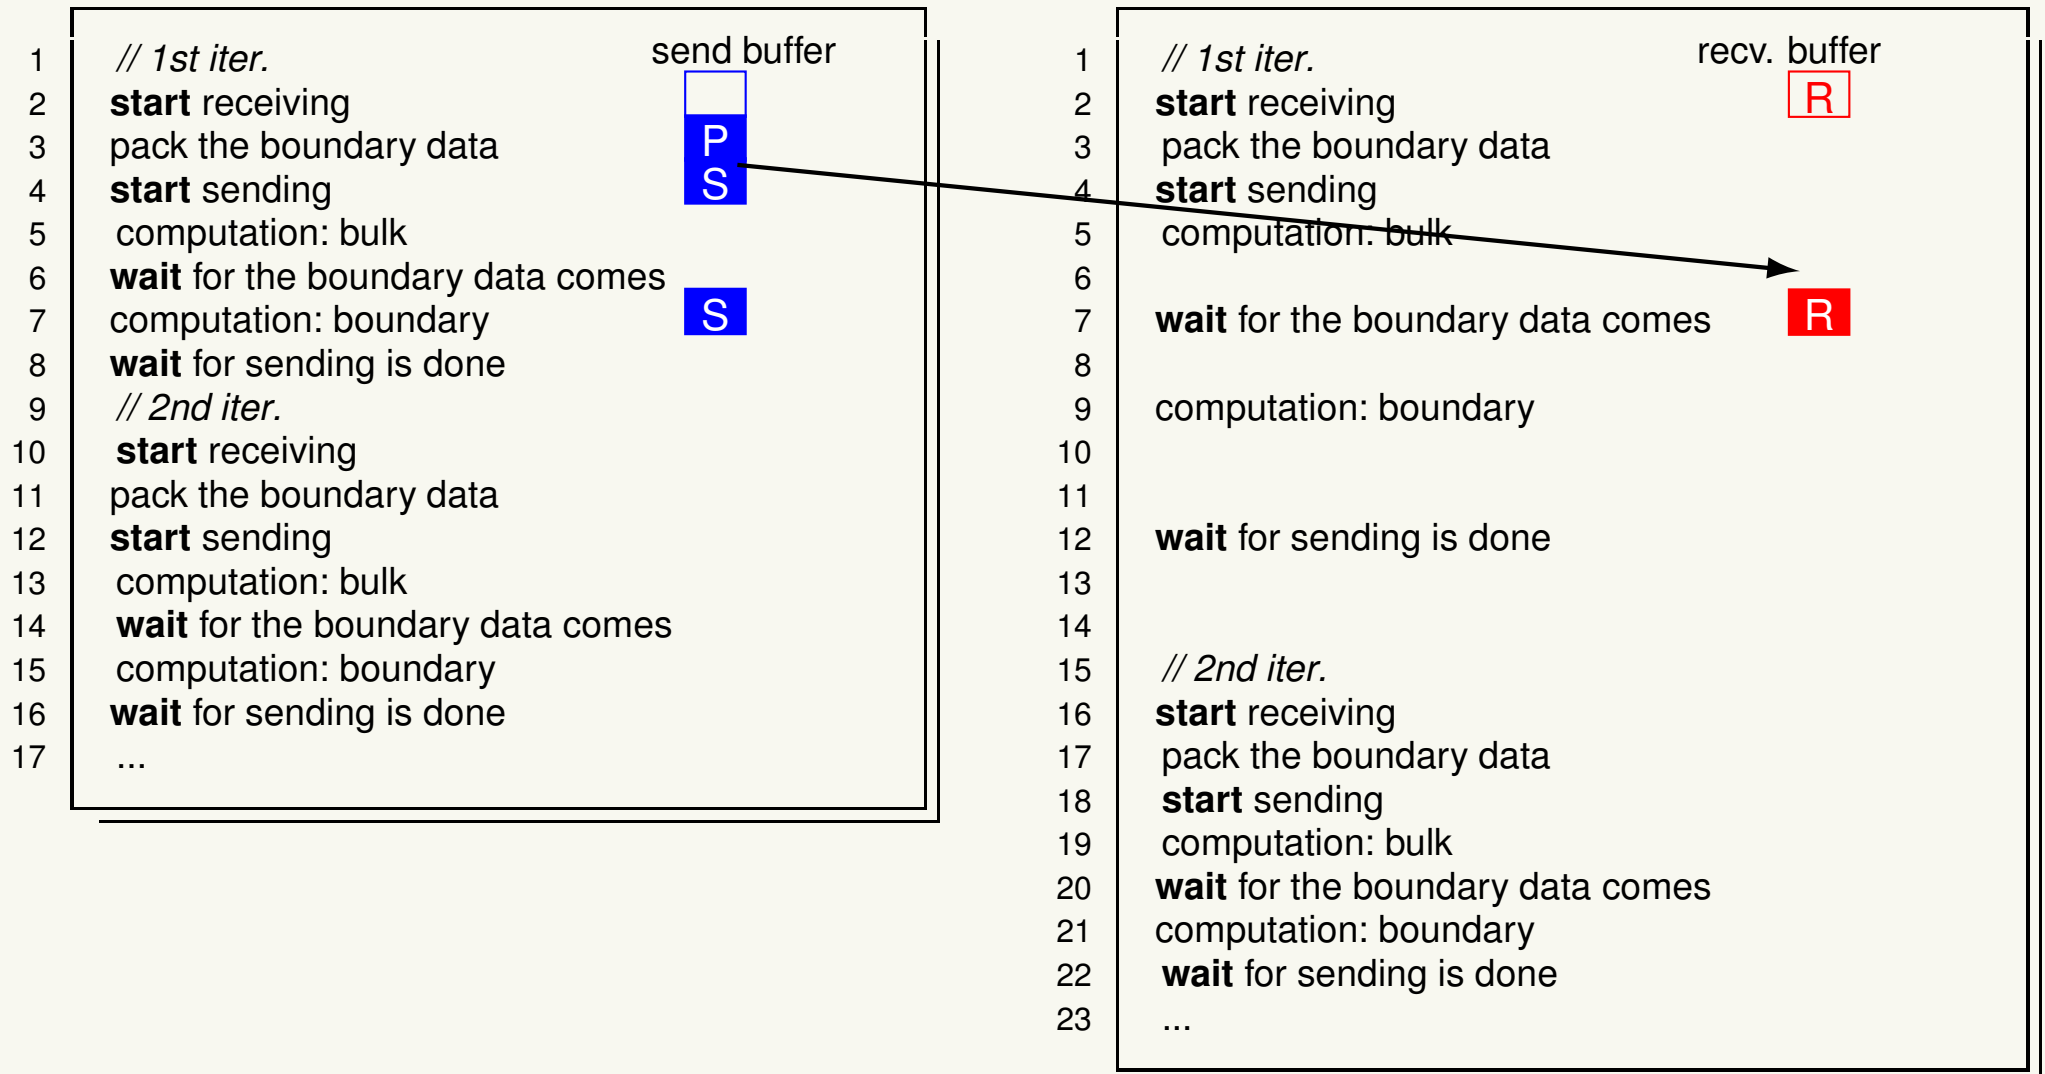 send buffer
1 // 1st iter.
2 start receiving
3 pack the boundary data P
4 start sending S
5 computation: bulk
6 wait for the boundary data comes
7 computation: boundary S
8 wait for sending is done
9 // 2nd iter.
10 start receiving
11 pack the boundary data
12 start sending
13 computation: bulk
14 wait for the boundary data comes
15 computation: boundary
16 wait for sending is done
17 ...
recv. buffer
1 // 1st iter.
2 start receiving R
3 pack the boundary data
4 start sending
5 computation: bulk
6
7 wait for the boundary data comes R
8
9 computation: boundary
10
11
12 wait for sending is done
13
14
15 // 2nd iter.
16 start receiving
17 pack the boundary data
18 start sending
19 computation: bulk
20 wait for the boundary data comes
21 computation: boundary
22 wait for sending is done
23 ...